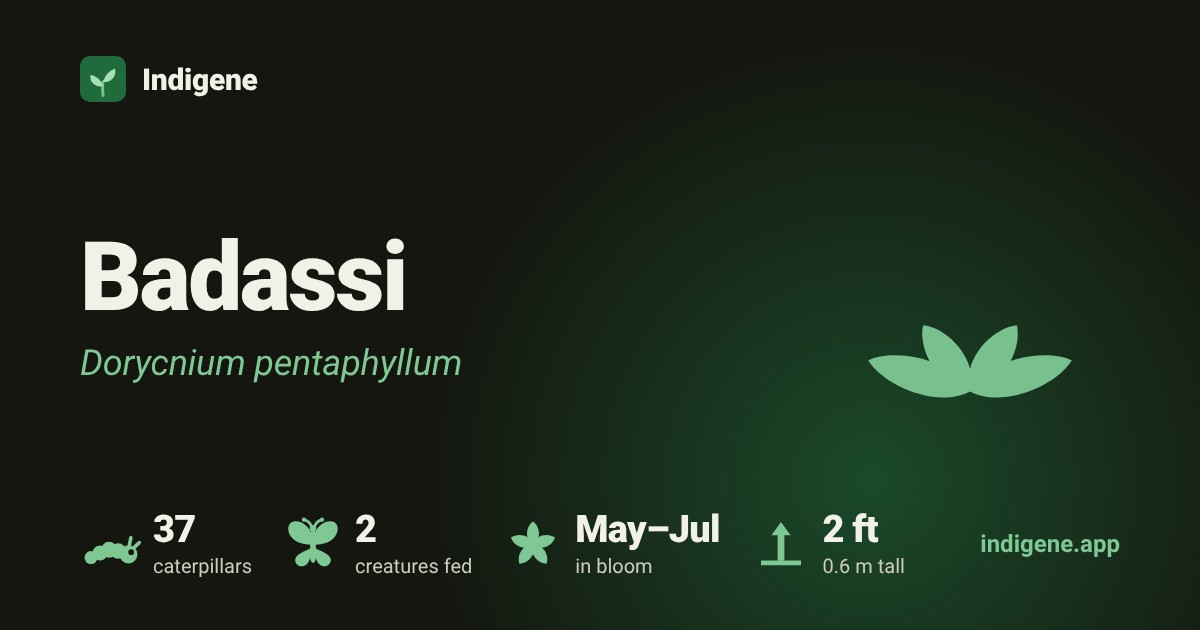 Indigene
Badassi
Dorycnium pentaphyllum
37
caterpillars
2
creatures fed
May–Jul
in bloom
2 ft
0.6 m tall
indigene.app